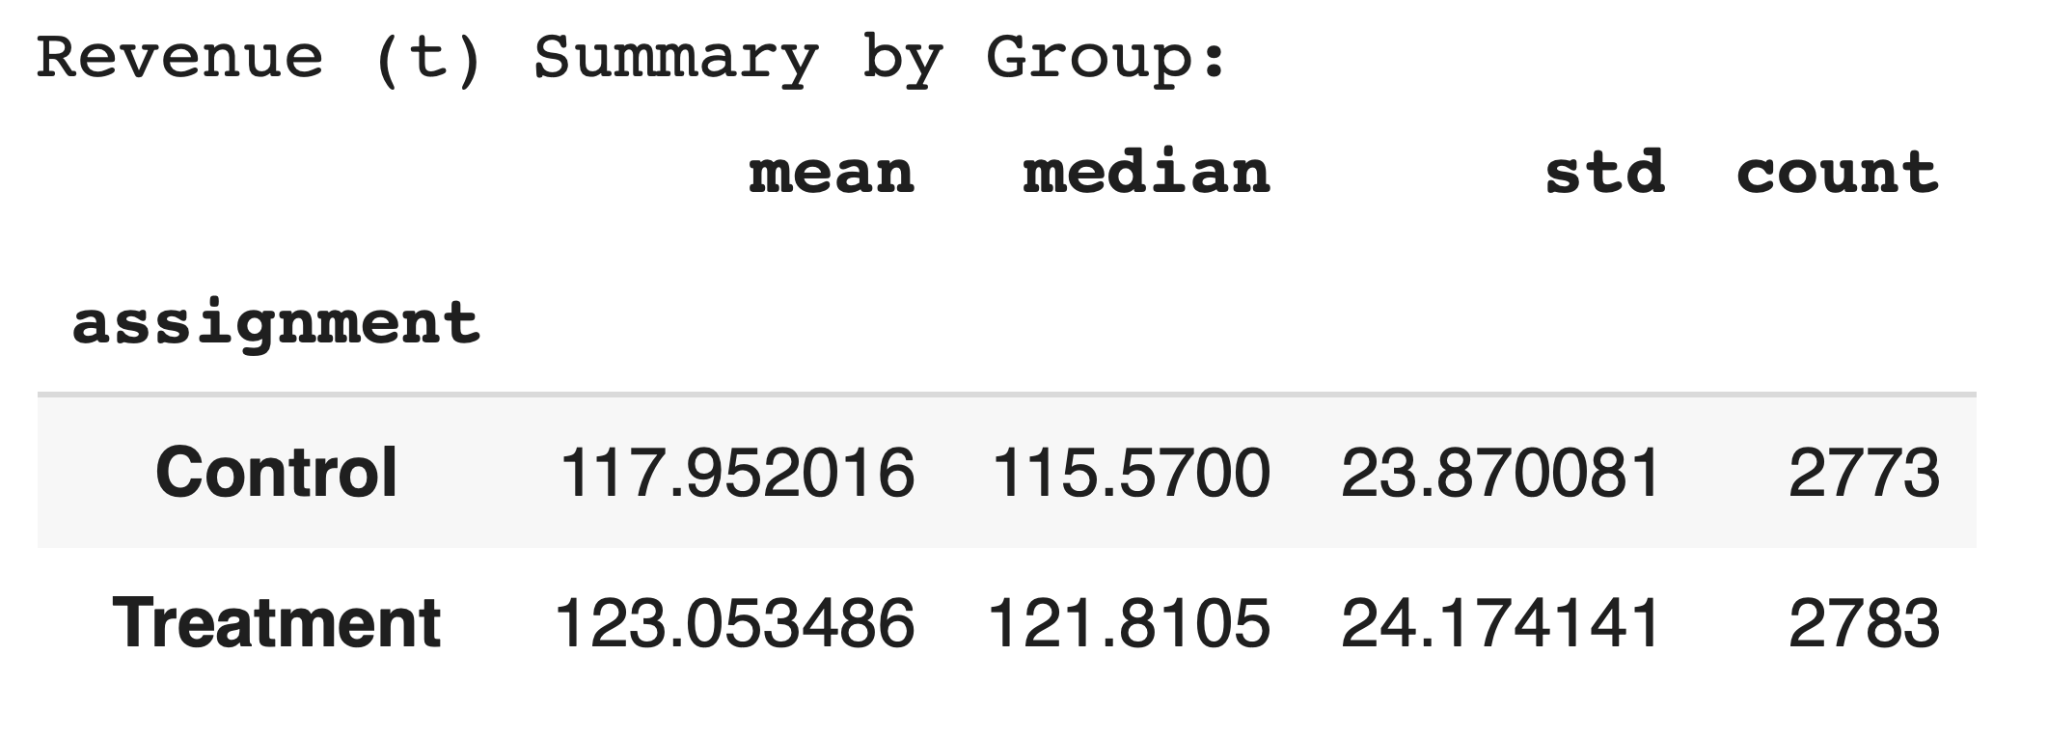 Revenue (t) Summary by Group:
mean median std count
assignment
Control 117.952016 115.5700 23.870081 2773
Treatment 123.053486 121.8105 24.174141 2783